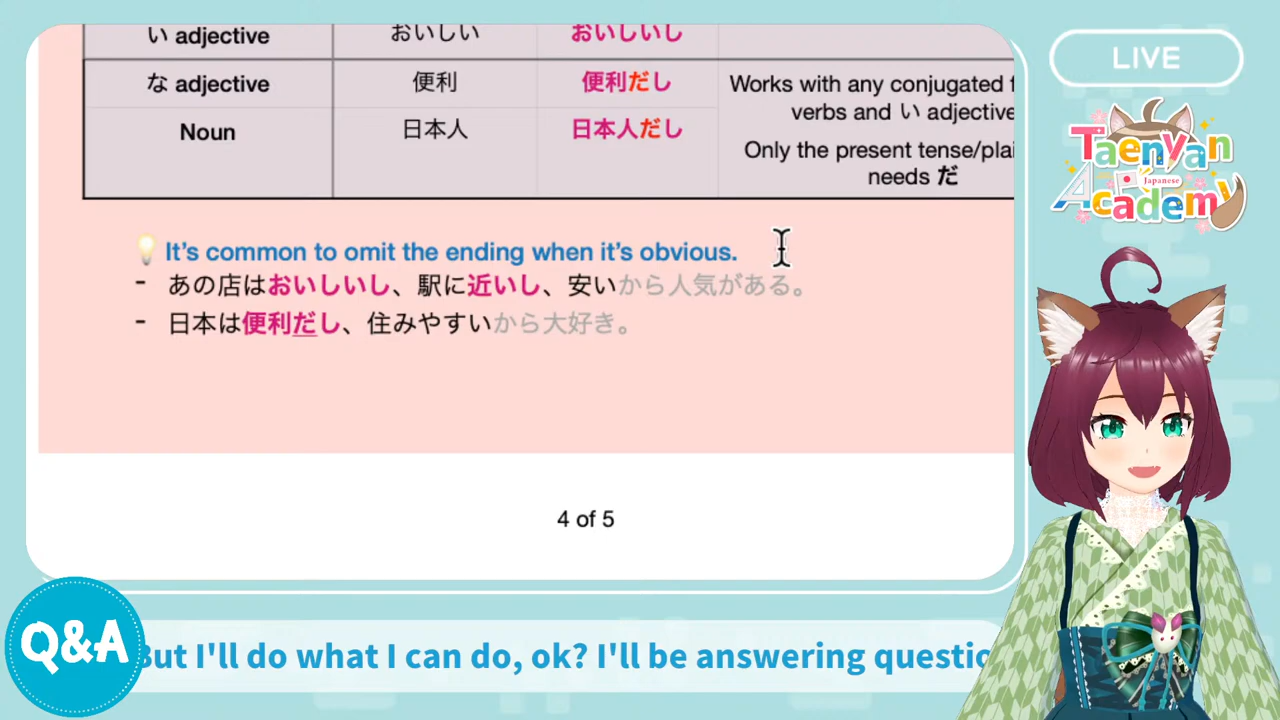 い adjective
おいしい
おいしいし
な adjective
便利
便利だし
Works with any conjugated
verbs and い adjective
Noun
日本人
日本人だし
Only the present tense/plai
needs だ
It's common to omit the ending when it's obvious.
- あの店はおいしいし、駅に近いし、安いから人気がある。
- 日本は便利だし、住みやすいから大好き。
4 of 5
LIVE
Taenyan
Japanese
Academy
Q&A
But I'll do what I can do, ok? I'll be answering questio